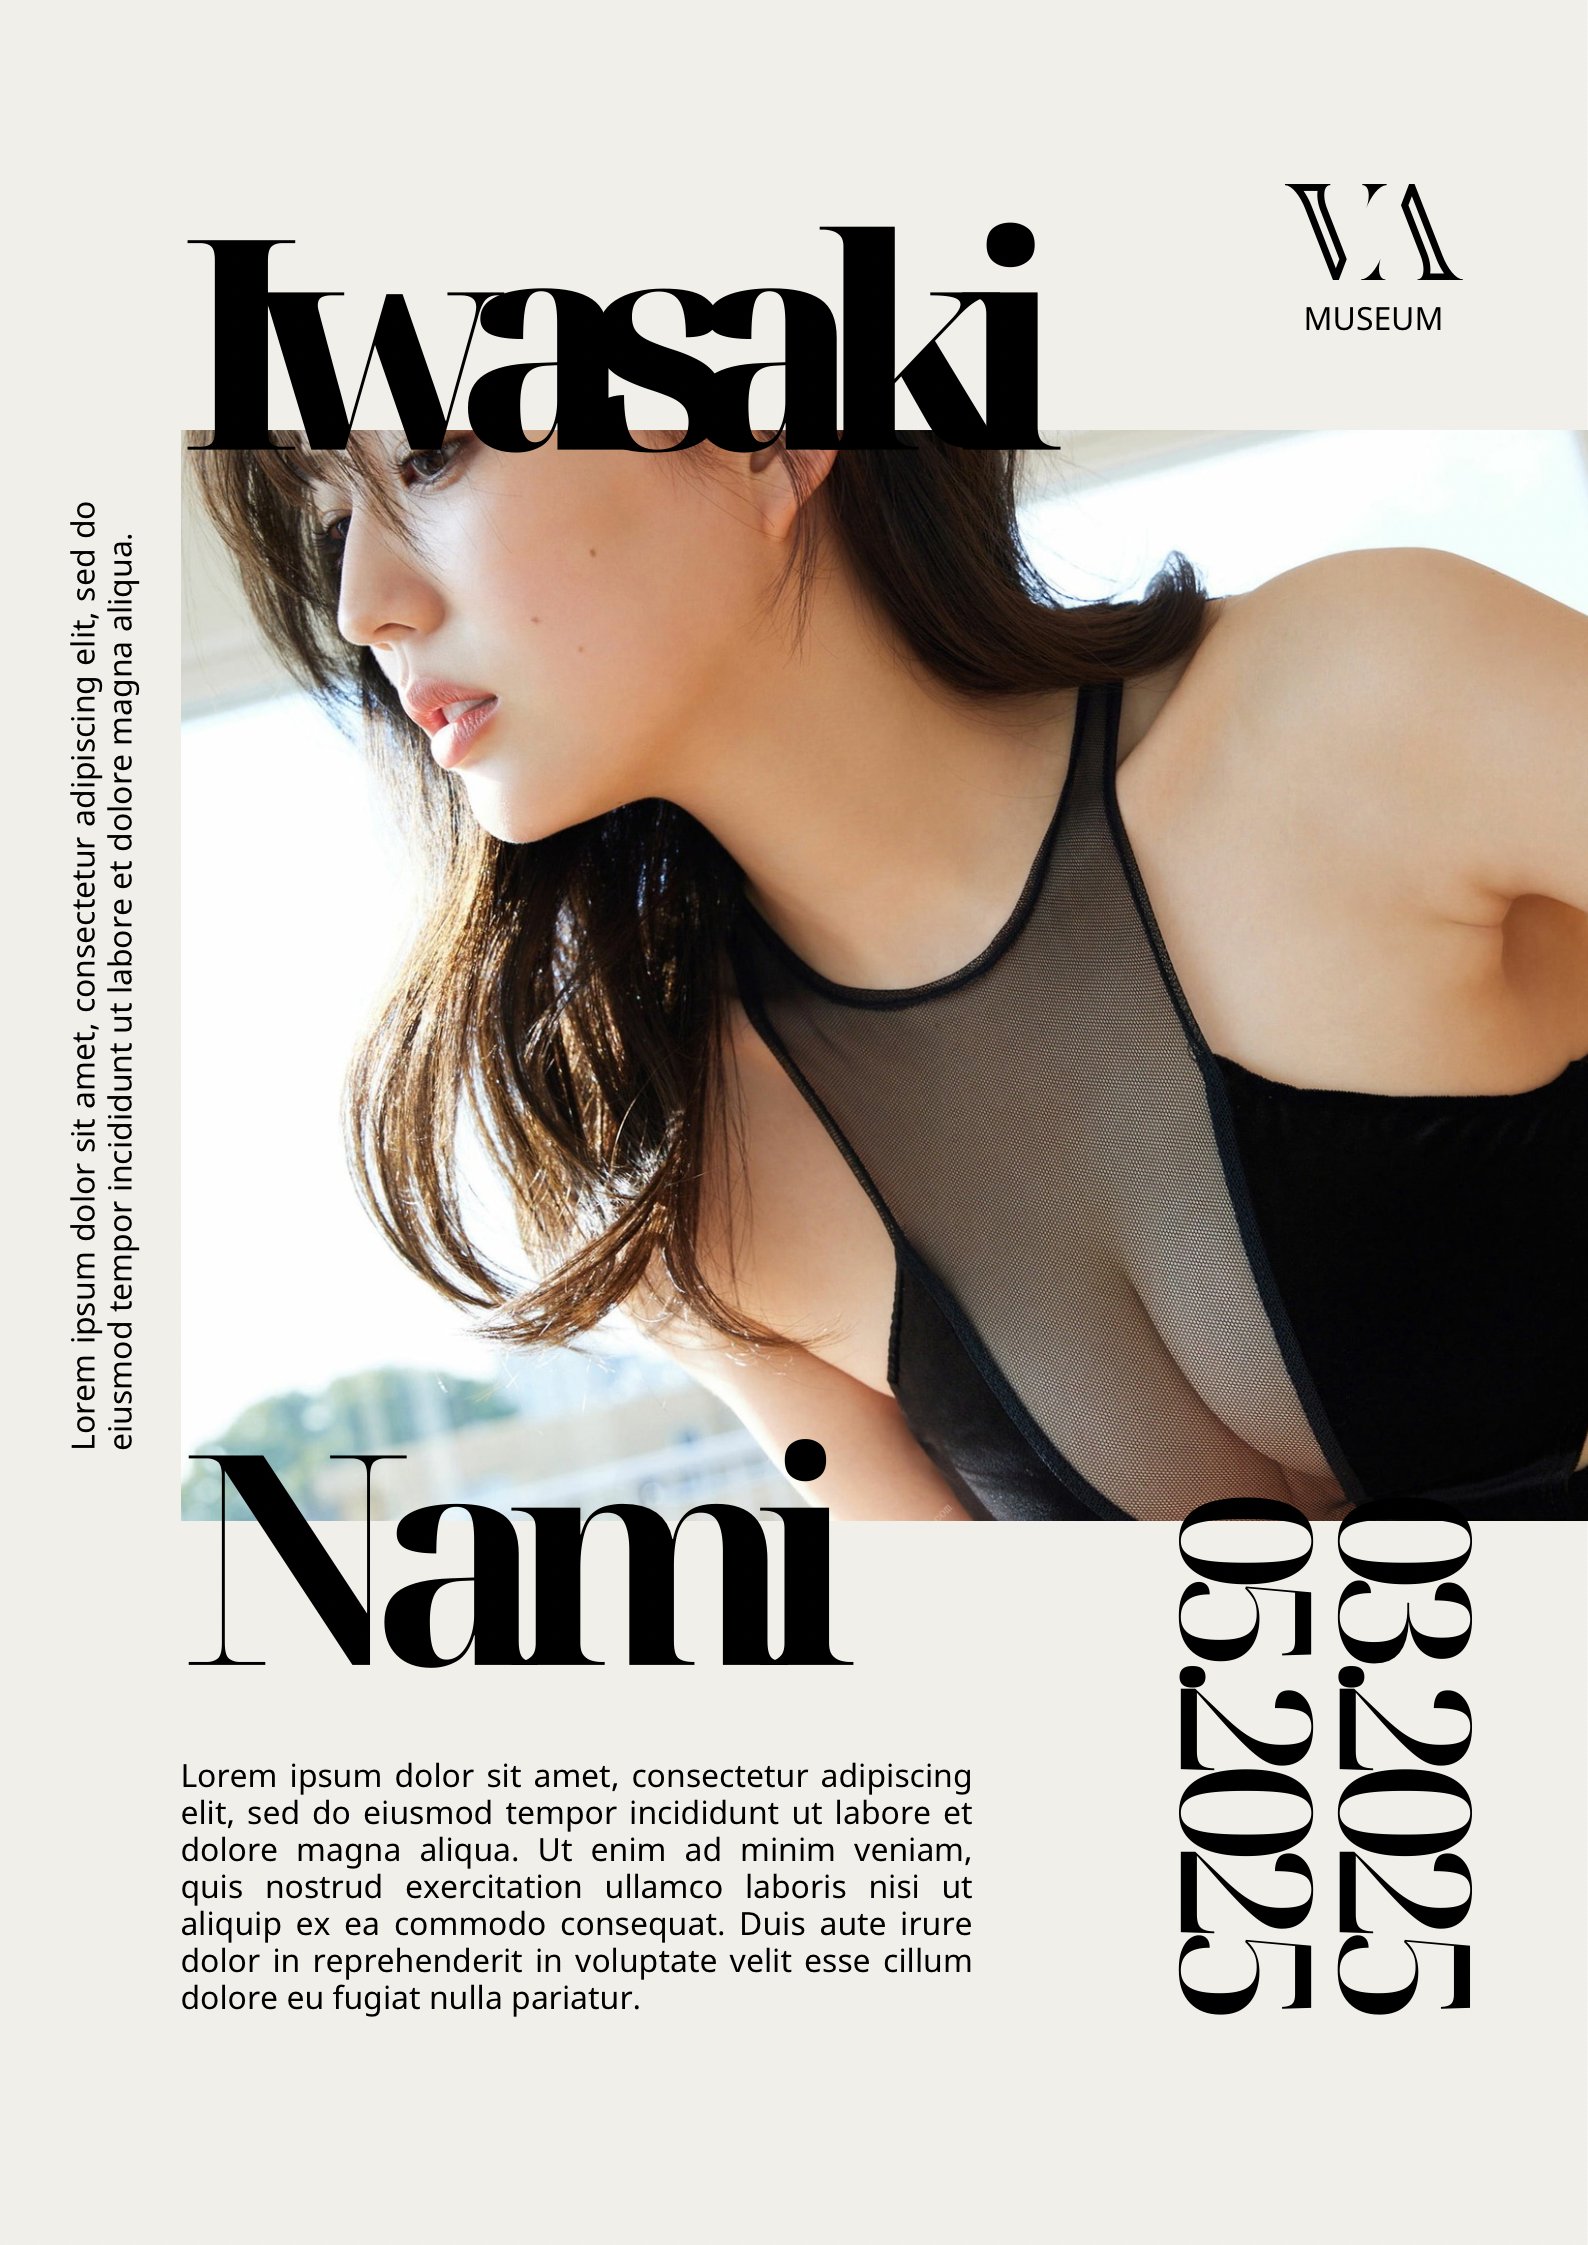 Iwasaki
VA
MUSEUM
Lorem ipsum dolor sit amet, consectetur adipiscing elit, sed do
eiusmod tempor incididunt ut labore et dolore magna aliqua.
Nami
03.2025
05.2025
Lorem ipsum dolor sit amet, consectetur adipiscing
elit, sed do eiusmod tempor incididunt ut labore et
dolore magna aliqua. Ut enim ad minim veniam,
quis nostrud exercitation ullamco laboris nisi ut
aliquip ex ea commodo consequat. Duis aute irure
dolor in reprehenderit in voluptate velit esse cillum
dolore eu fugiat nulla pariatur.